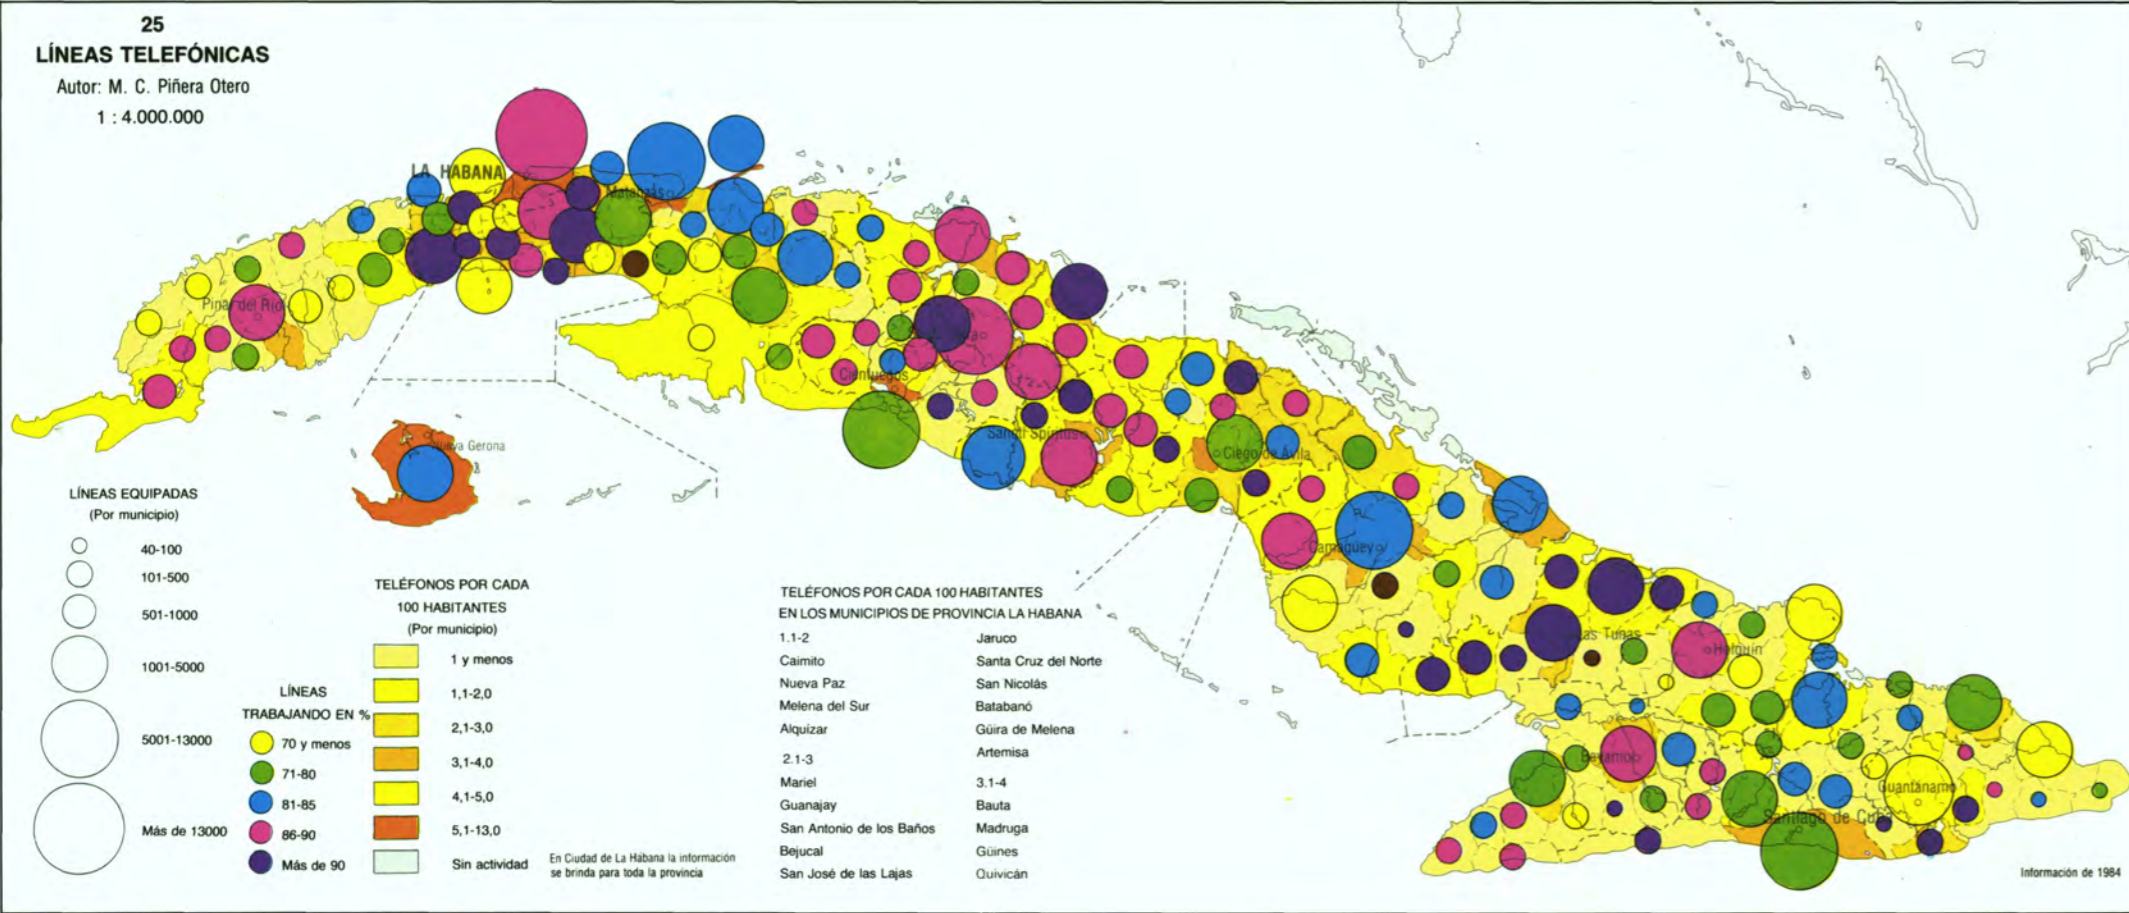 25
LÍNEAS TELEFÓNICAS
Autor: M. C. Piñera Otero
1 : 4.000.000
LA HABANA
Matanzas
Pinar del Río
Cienfuegos
Nueva Gerona
Sancti Spíritus
Ciego de Ávila
Camagüey
Las Tunas
Holguín
Bayamo
Guantánamo
Santiago de Cuba
LÍNEAS EQUIPADAS
(Por municipio)
40-100
101-500
501-1000
1001-5000
5001-13000
Más de 13000
LÍNEAS
TRABAJANDO EN %
70 y menos
71-80
81-85
86-90
Más de 90
TELÉFONOS POR CADA
100 HABITANTES
(Por municipio)
1 y menos
1,1-2,0
2,1-3,0
3,1-4,0
4,1-5,0
5,1-13,0
Sin actividad
En Ciudad de La Habana la información
se brinda para toda la provincia
TELÉFONOS POR CADA 100 HABITANTES
EN LOS MUNICIPIOS DE PROVINCIA LA HABANA
1.1-2
Caimito
Nueva Paz
Melena del Sur
Alquízar
2.1-3
Mariel
Guanajay
San Antonio de los Baños
Bejucal
San José de las Lajas
Jaruco
Santa Cruz del Norte
San Nicolás
Batabanó
Güira de Melena
Artemisa
3.1-4
Bauta
Madruga
Güines
Quivicán
Información de 1984